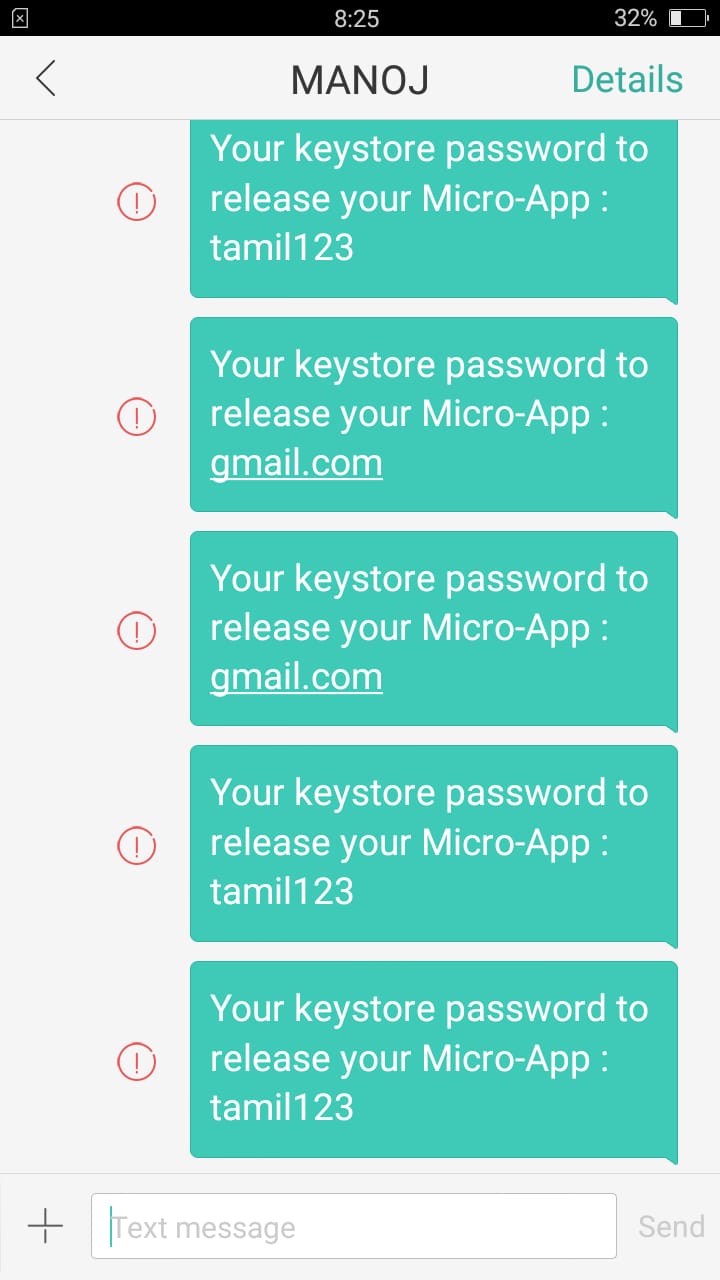 8:25
32%
MANOJ
Details
Your keystore password to
release your Micro-App :
tamil123
Your keystore password to
release your Micro-App :
gmail.com
Your keystore password to
release your Micro-App :
gmail.com
Your keystore password to
release your Micro-App :
tamil123
Your keystore password to
release your Micro-App :
tamil123
Text message
Send